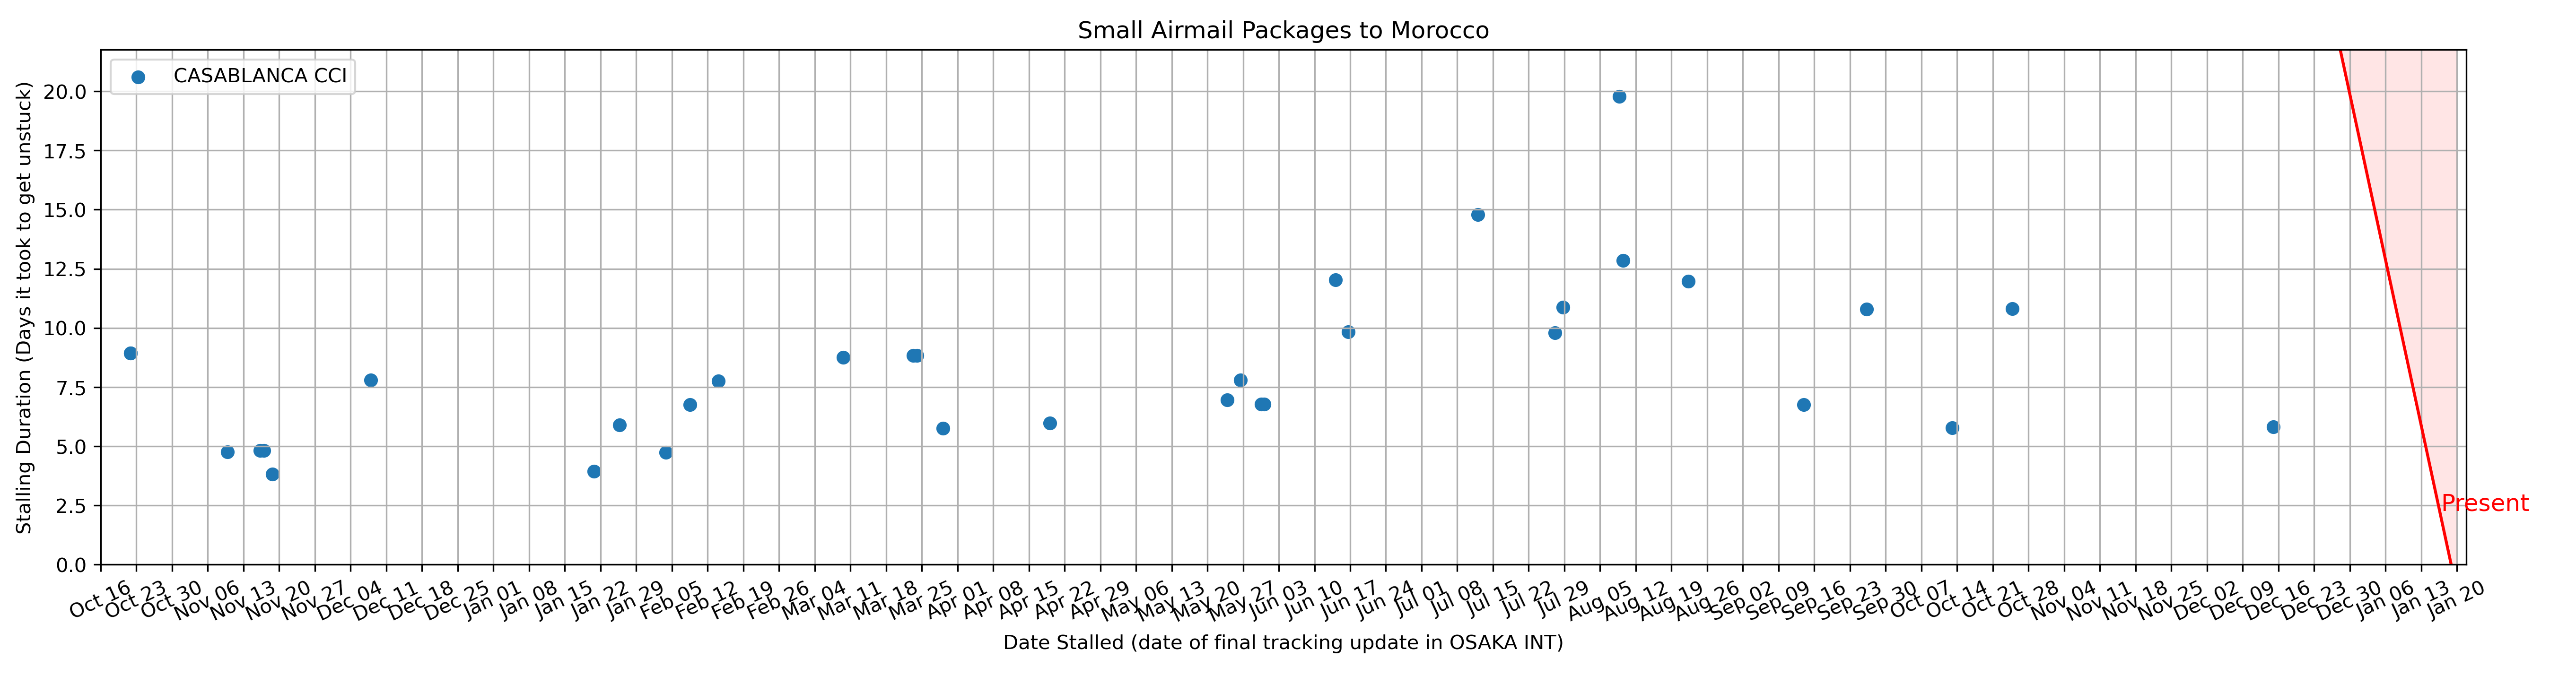 Small Airmail Packages to Morocco
CASABLANCA CCI
Stalling Duration (Days it took to get unstuck)
20.0
17.5
15.0
12.5
10.0
7.5
5.0
2.5
0.0
Present
Oct 16
Oct 23
Oct 30
Nov 06
Nov 13
Nov 20
Nov 27
Dec 04
Dec 11
Dec 18
Dec 25
Jan 01
Jan 08
Jan 15
Jan 22
Jan 29
Feb 05
Feb 12
Feb 19
Feb 26
Mar 04
Mar 11
Mar 18
Mar 25
Apr 01
Apr 08
Apr 15
Apr 22
Apr 29
May 06
May 13
May 20
May 27
Jun 03
Jun 10
Jun 17
Jun 24
Jul 01
Jul 08
Jul 15
Jul 22
Jul 29
Aug 05
Aug 12
Aug 19
Aug 26
Sep 02
Sep 09
Sep 16
Sep 23
Sep 30
Oct 07
Oct 14
Oct 21
Oct 28
Nov 04
Nov 11
Nov 18
Nov 25
Dec 02
Dec 09
Dec 16
Dec 23
Dec 30
Jan 06
Jan 13
Jan 20
Date Stalled (date of final tracking update in OSAKA INT)